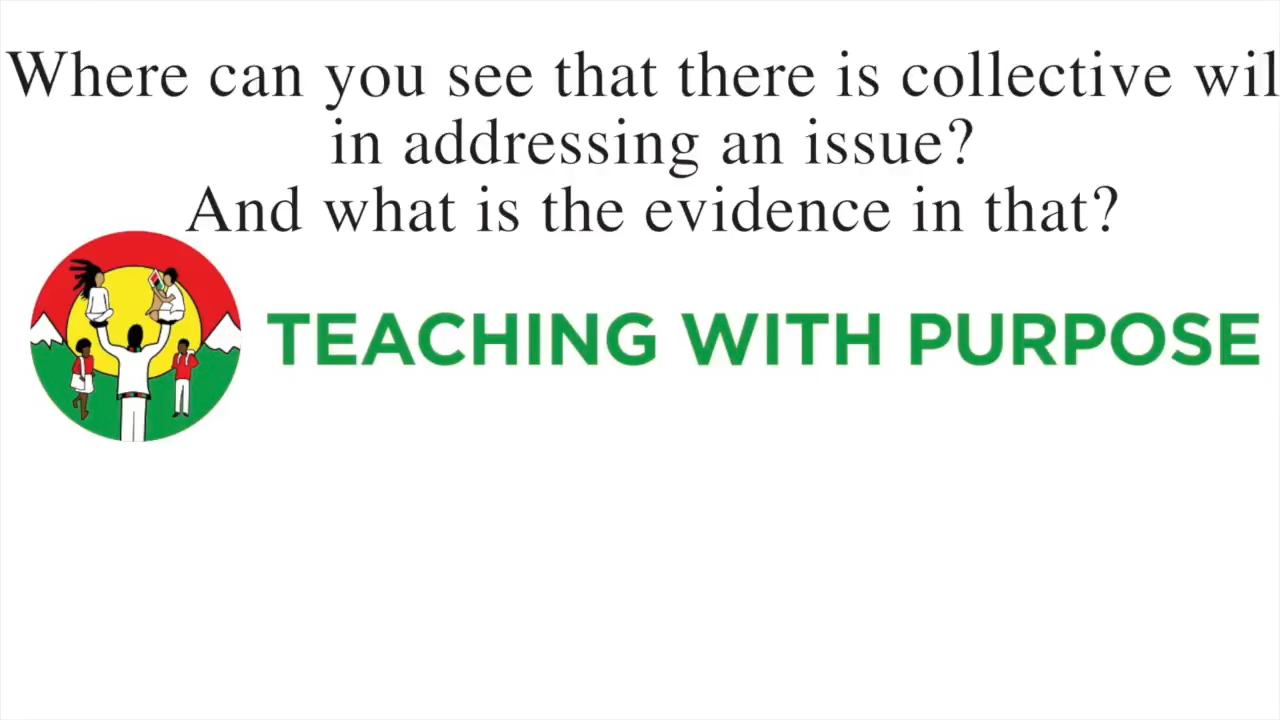 Where can you see that there is collective wil
in addressing an issue?
And what is the evidence in that?
TEACHING WITH PURPOSE